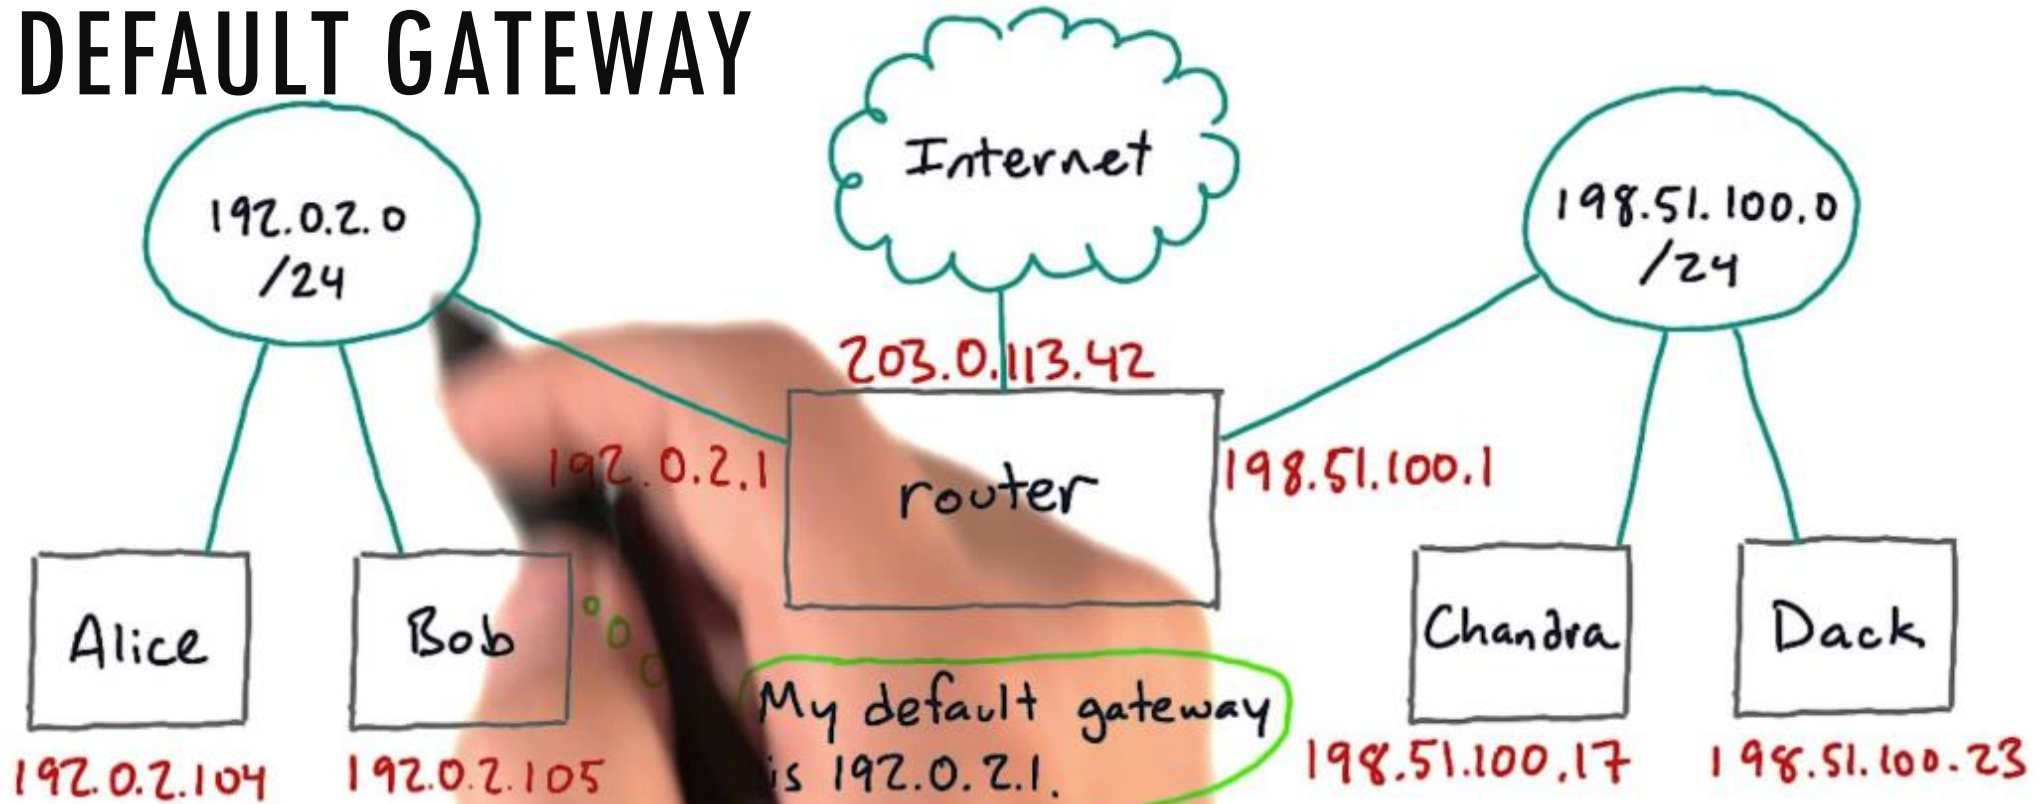 DEFAULT GATEWAY
192.0.2.0
/24
Internet
198.51.100.0
/24
203.0.113.42
192.0.2.1
router
198.51.100.1
Alice
Bob
Chandra
Dack
My default gateway
is 192.0.2.1.
192.0.2.104
192.0.2.105
198.51.100.17
198.51.100.23